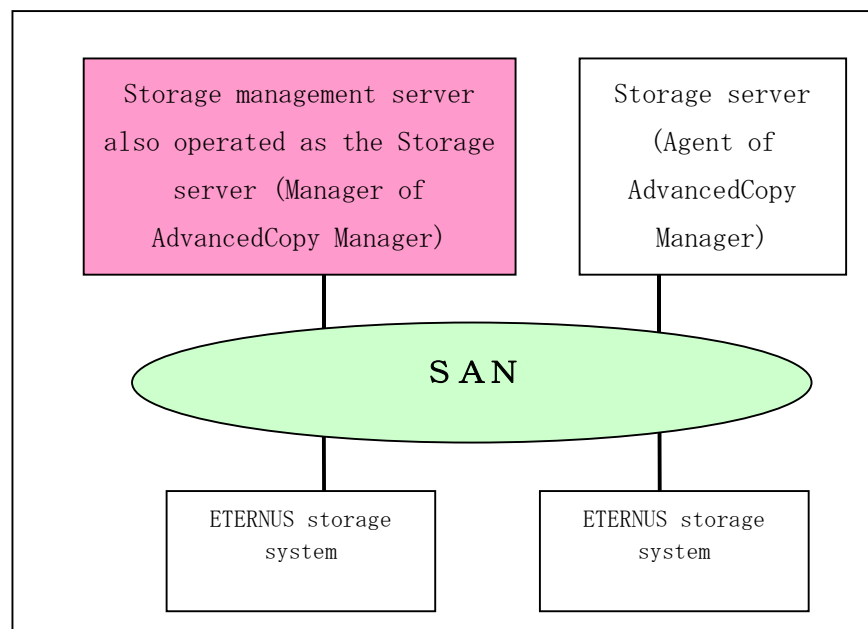 Storage management server
also operated as the Storage
server (Manager of
AdvancedCopy Manager)
Storage server
(Agent of
AdvancedCopy
Manager)
SAN
ETERNUS storage
system
ETERNUS storage
system